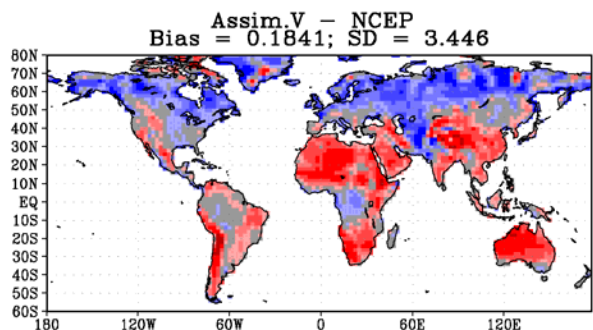 Assim.V – NCEP
Bias = 0.1841; SD = 3.446
80N
70N
60N
50N
40N
30N
20N
10N
EQ
10S
20S
30S
40S
50S
60S
180 120W 60W 0 60E 120E